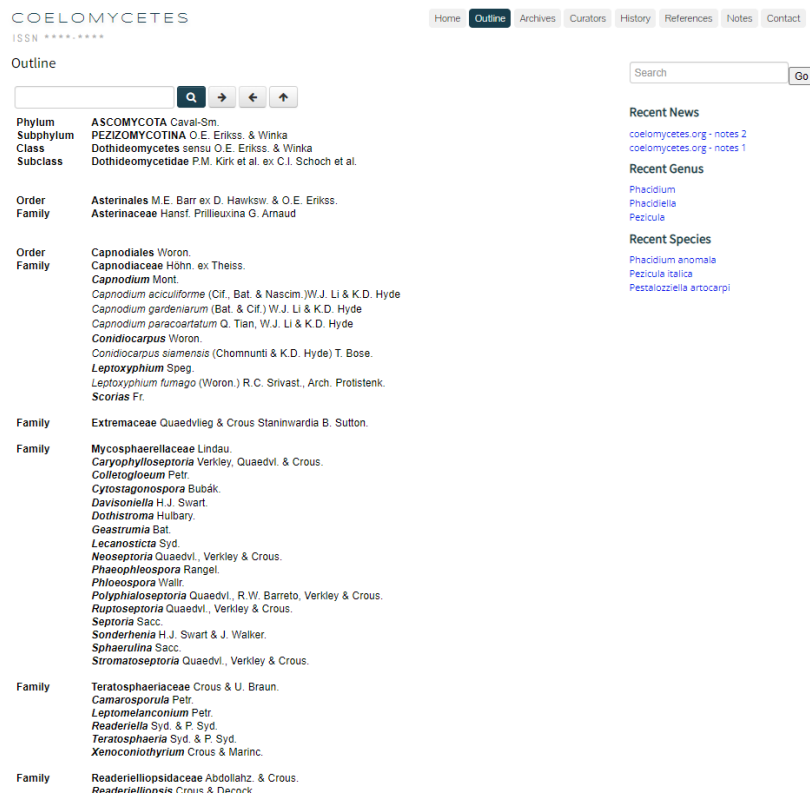 COELOMYCETES
ISSN ****-****
Home Outline Archives Curators History References Notes Contact
Outline
Phylum ASCOMYCOTA Caval-Sm.
Subphylum PEZIZOMYCOTINA O.E. Erikss. & Winka
Class Dothideomycetes sensu O.E. Erikss. & Winka
Subclass Dothideomycetidae P.M. Kirk et al. ex C.I. Schoch et al.
Order Asterinales M.E. Barr ex D. Hawksw. & O.E. Erikss.
Family Asterinaceae Hansf. Prillieuxina G. Arnaud
Order Capnodiales Woron.
Family Capnodiaceae Höhn. ex Theiss.
Capnodium Mont.
Capnodium aciculiforme (Cif., Bat. & Nascim.)W.J. Li & K.D. Hyde
Capnodium gardeniarum (Bat. & Cif.) W.J. Li & K.D. Hyde
Capnodium paracoartatum Q. Tian, W.J. Li & K.D. Hyde
Conidiocarpus Woron.
Conidiocarpus siamensis (Chomnunti & K.D. Hyde) T. Bose.
Leptoxyphium Speg.
Leptoxyphium fumago (Woron.) R.C. Srivast., Arch. Protistenk.
Scorias Fr.
Family Extremaceae Quaedvlieg & Crous Staninwardia B. Sutton.
Family Mycosphaerellaceae Lindau.
Caryophylloseptoria Verkley, Quaedvl. & Crous.
Colletogloeum Petr.
Cytostagonospora Bubák.
Davisoniella H.J. Swart.
Dothistroma Hulbary.
Geastrumia Bat.
Lecanosticta Syd.
Neoseptoria Quaedvl., Verkley & Crous.
Phaeophleospora Rangel.
Phloeospora Wallr.
Polyphialoseptoria Quaedvl., R.W. Barreto, Verkley & Crous.
Ruptoseptoria Quaedvl., Verkley & Crous.
Septoria Sacc.
Sonderhenia H.J. Swart & J. Walker.
Sphaerulina Sacc.
Stromatoseptoria Quaedvl., Verkley & Crous.
Family Teratosphaeriaceae Crous & U. Braun.
Camarosporula Petr.
Leptomelanconium Petr.
Readeriella Syd. & P. Syd.
Teratosphaeria Syd. & P. Syd.
Xenoconiothyrium Crous & Marinc.
Family Readerielliopsidaceae Abdollahz. & Crous.
Readerielliopsis Crous & Decock.
Search Go
Recent News
coelomycetes.org - notes 2
coelomycetes.org - notes 1
Recent Genus
Phacidium
Phacidiella
Pezicula
Recent Species
Phacidium anomala
Pezicula italica
Pestalozziella artocarpi